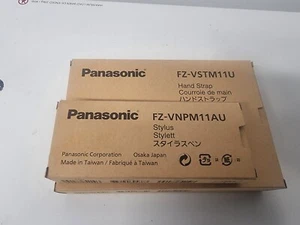 Panasonic FZ-VSTM11U
Hand Strap
Courroie de main
ハンドストラップ
Panasonic FZ-VNPM11AU
Stylus
Stylett
スタイラスペン
Panasonic Corporation Osaka Japan
Made in Taiwan / Fabriqué à Taiwan